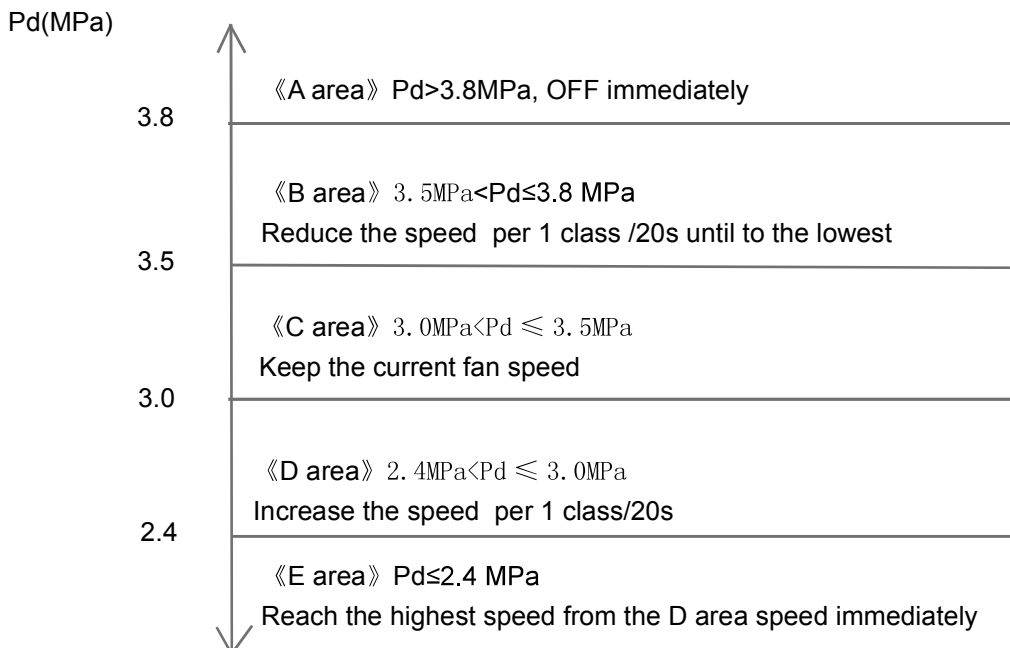 Pd(MPa)
《A area》 Pd>3.8MPa, OFF immediately
3.8
《B area》 3.5MPa<Pd≤3.8 MPa
Reduce the speed per 1 class /20s until to the lowest
3.5
《C area》 3.0MPa<Pd ≤ 3.5MPa
Keep the current fan speed
3.0
《D area》 2.4MPa<Pd ≤ 3.0MPa
Increase the speed per 1 class/20s
2.4
《E area》 Pd≤2.4 MPa
Reach the highest speed from the D area speed immediately